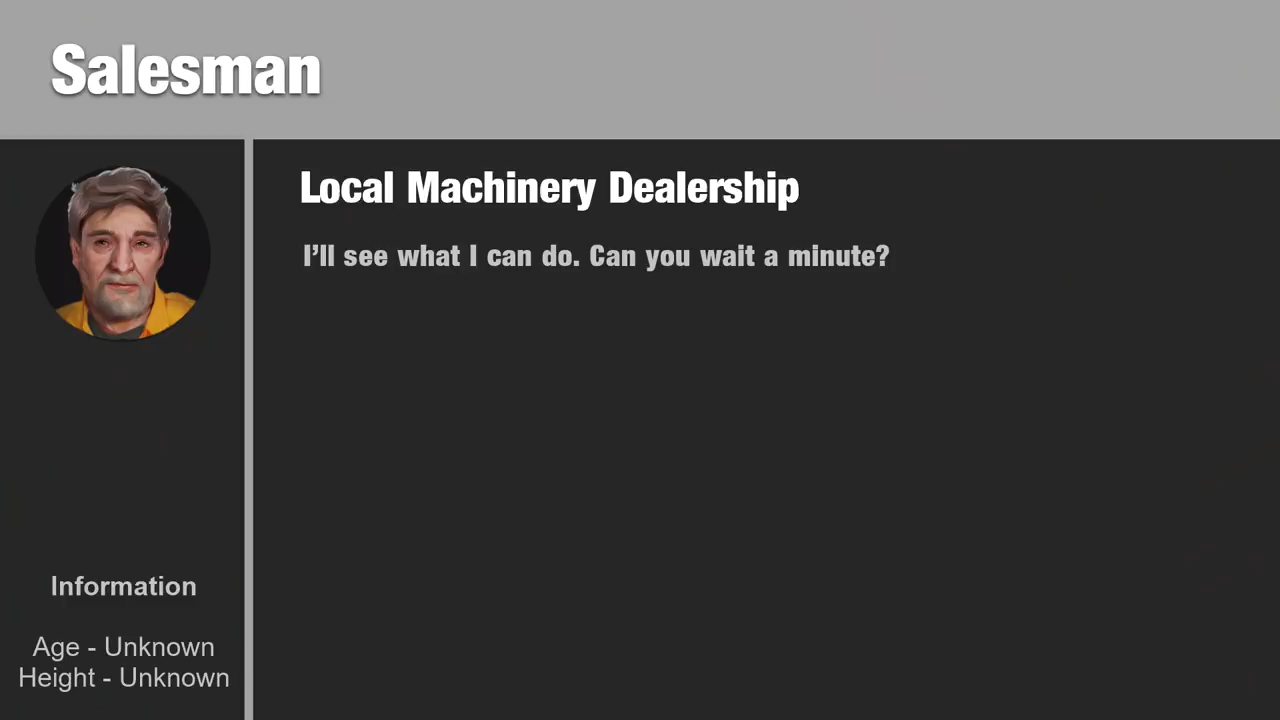 Salesman
Local Machinery Dealership
I’ll see what I can do. Can you wait a minute?
Information
Age - Unknown
Height - Unknown